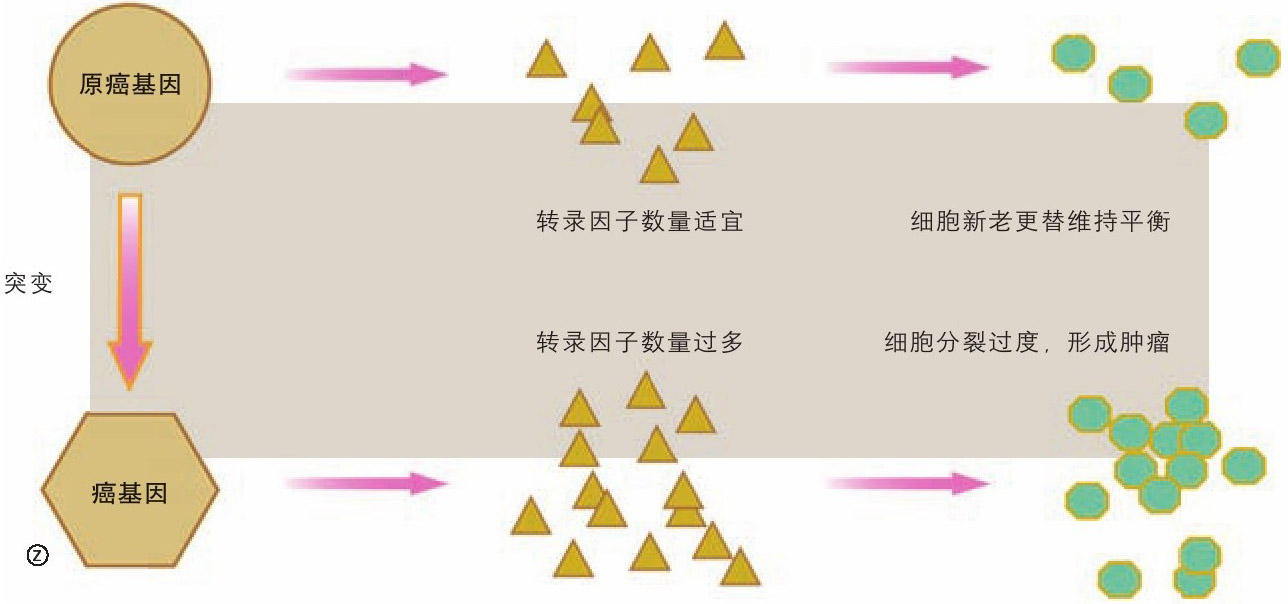 原癌基因
转录因子数量适宜
细胞新老更替维持平衡
突变
转录因子数量过多
细胞分裂过度，形成肿瘤
癌基因
Ⓩ